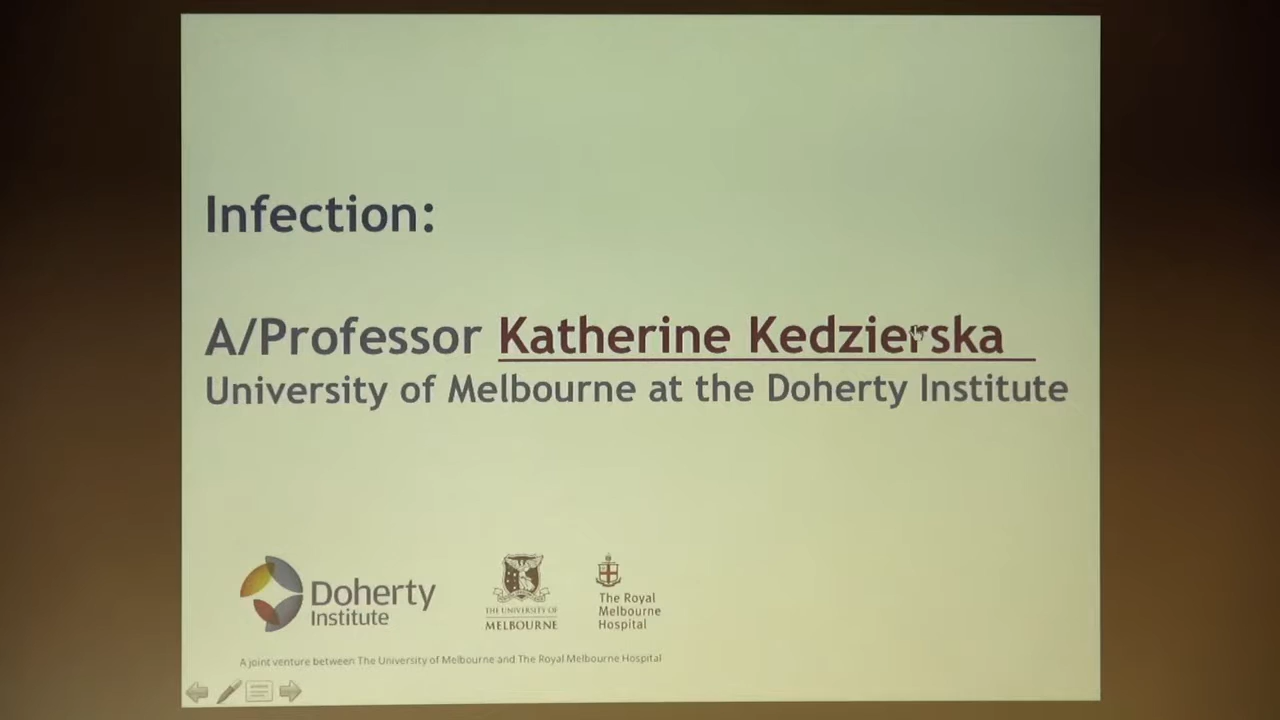 Infection:
A/Professor Katherine Kedzierska
University of Melbourne at the Doherty Institute
Doherty
Institute
THE UNIVERSITY OF
MELBOURNE
The Royal
Melbourne
Hospital
A joint venture between The University of Melbourne and The Royal Melbourne Hospital